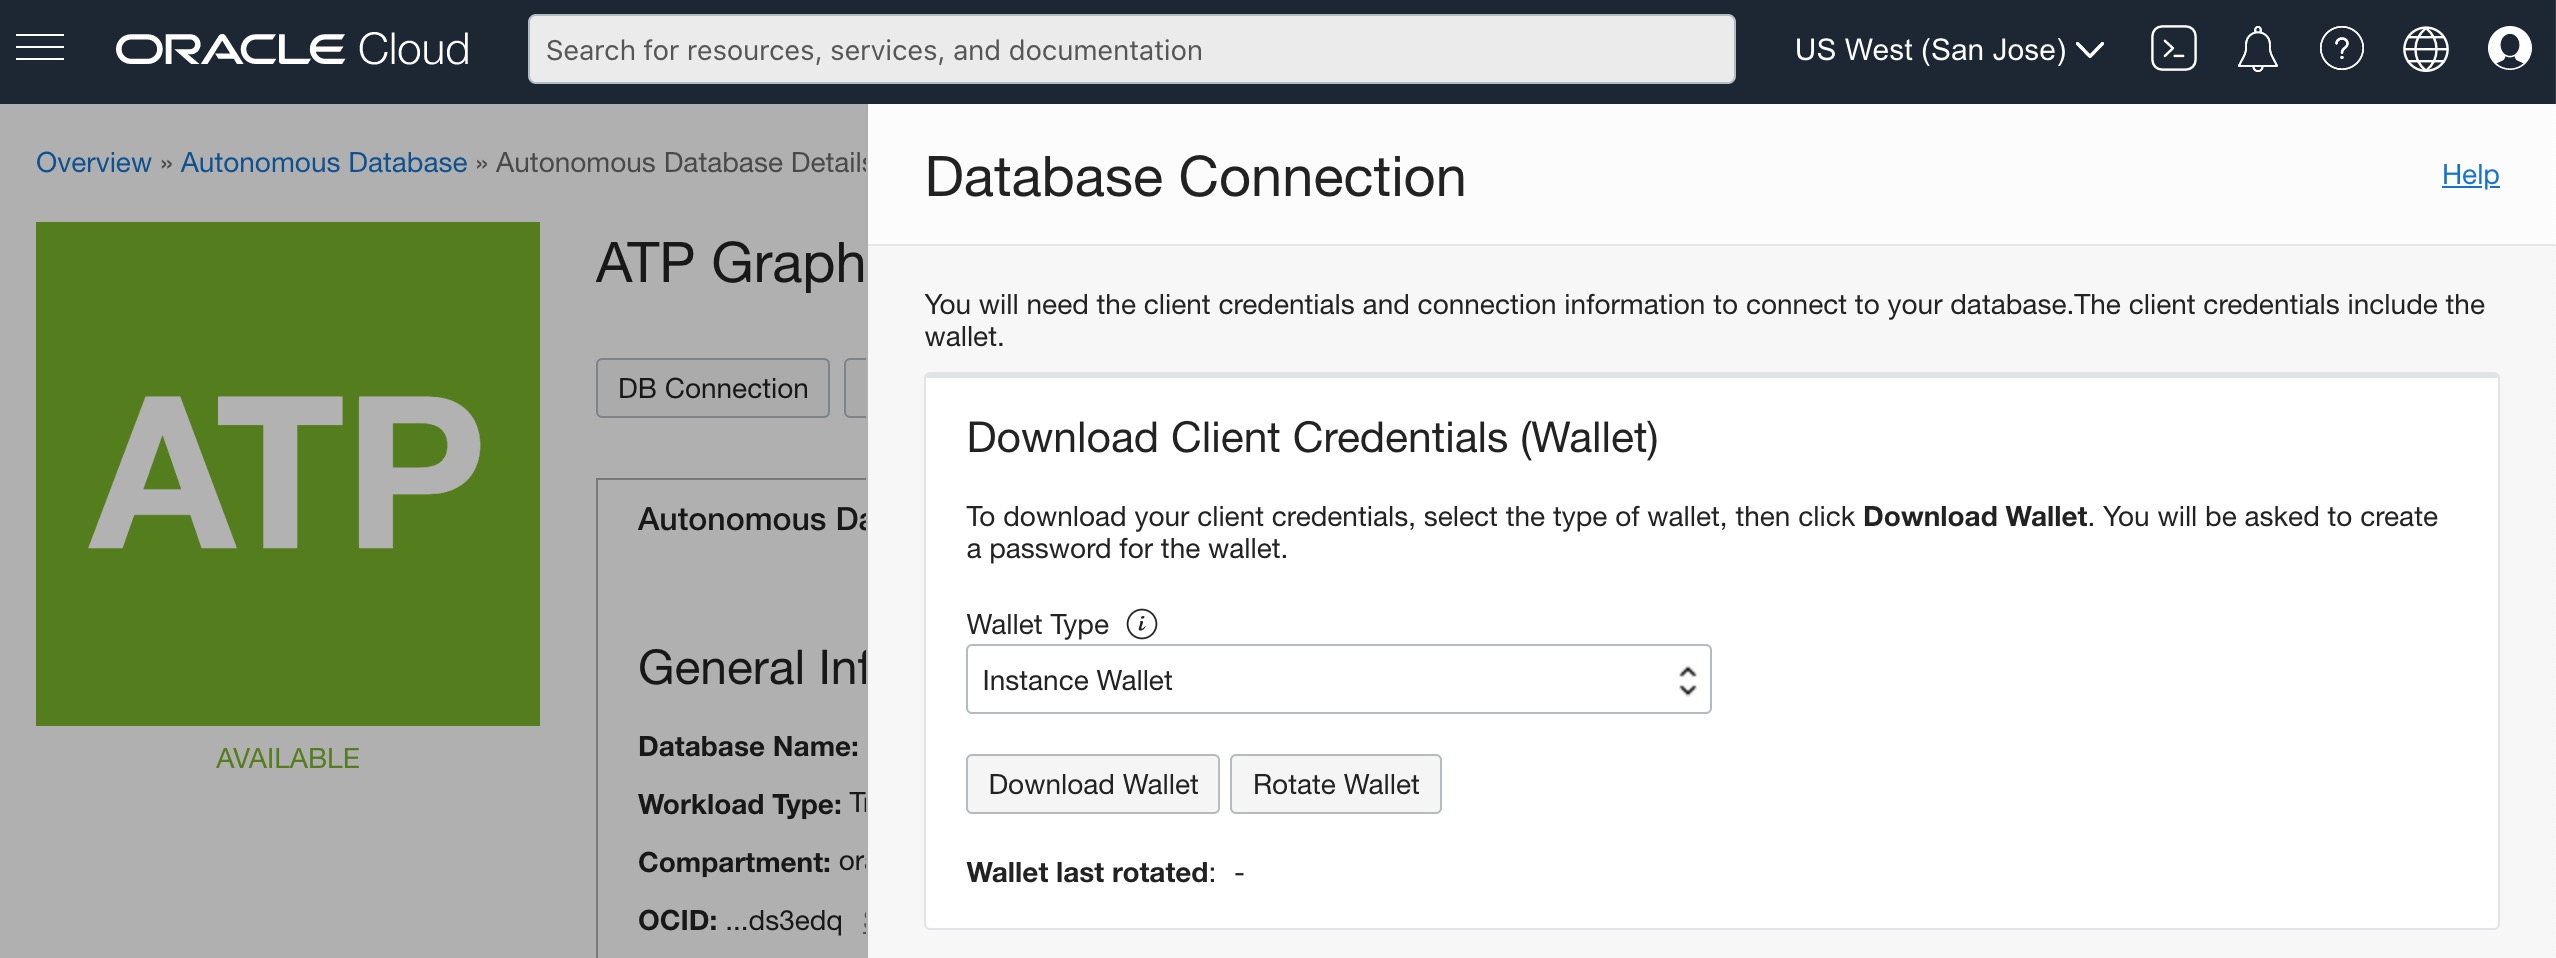 ORACLE Cloud
Search for resources, services, and documentation
US West (San Jose)
Overview » Autonomous Database » Autonomous Database Details
ATP
AVAILABLE
ATP Graph
DB Connection
Autonomous Da
General Inf
Database Name:
Workload Type: Tr
Compartment: ora
OCID: ...ds3edq
Database Connection
Help
You will need the client credentials and connection information to connect to your database.The client credentials include the
wallet.
Download Client Credentials (Wallet)
To download your client credentials, select the type of wallet, then click Download Wallet. You will be asked to create
a password for the wallet.
Wallet Type
Instance Wallet
Download Wallet
Rotate Wallet
Wallet last rotated: -